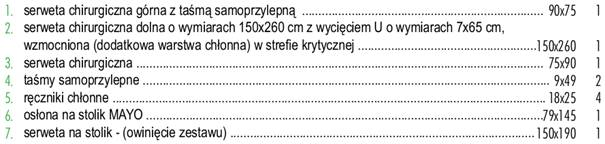 1. serweta chirurgiczna górna z taśmą samoprzylepną ........................................................ 90x75 1
2. serweta chirurgiczna dolna o wymiarach 150x260 cm z wycięciem U o wymiarach 7x65 cm,
wzmocniona (dodatkowa warstwa chłonna) w strefie krytycznej ........................................150x260 1
3. serweta chirurgiczna ........................................................................................................ 75x90 1
4. taśmy samoprzylepne ........................................................................................................ 9x49 2
5. ręczniki chłonne ................................................................................................................ 18x25 4
6. osłona na stolik MAYO ......................................................................................................79x145 1
7. serweta na stolik - (owinięcie zestawu) ..............................................................................150x190 1